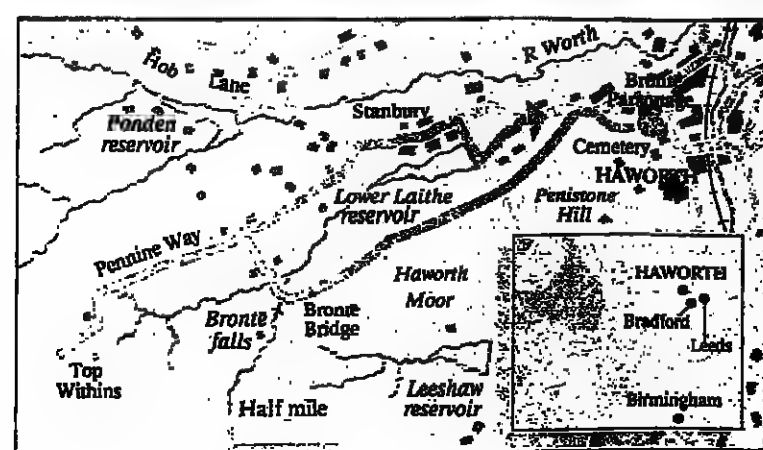 Hob
Lane
R Worth
Bronte
Parsonage
Ponden
reservoir
Stanbury
Cemetery
HAWORTH
Lower Laithe
reservoir
Penistone
Hill
Pennine Way
Haworth
Moor
Bronte
falls
Bronte
Bridge
Top
Withins
Half mile
Leeshaw
reservoir
HAWORTH
Bradford
Leeds
Birmingham